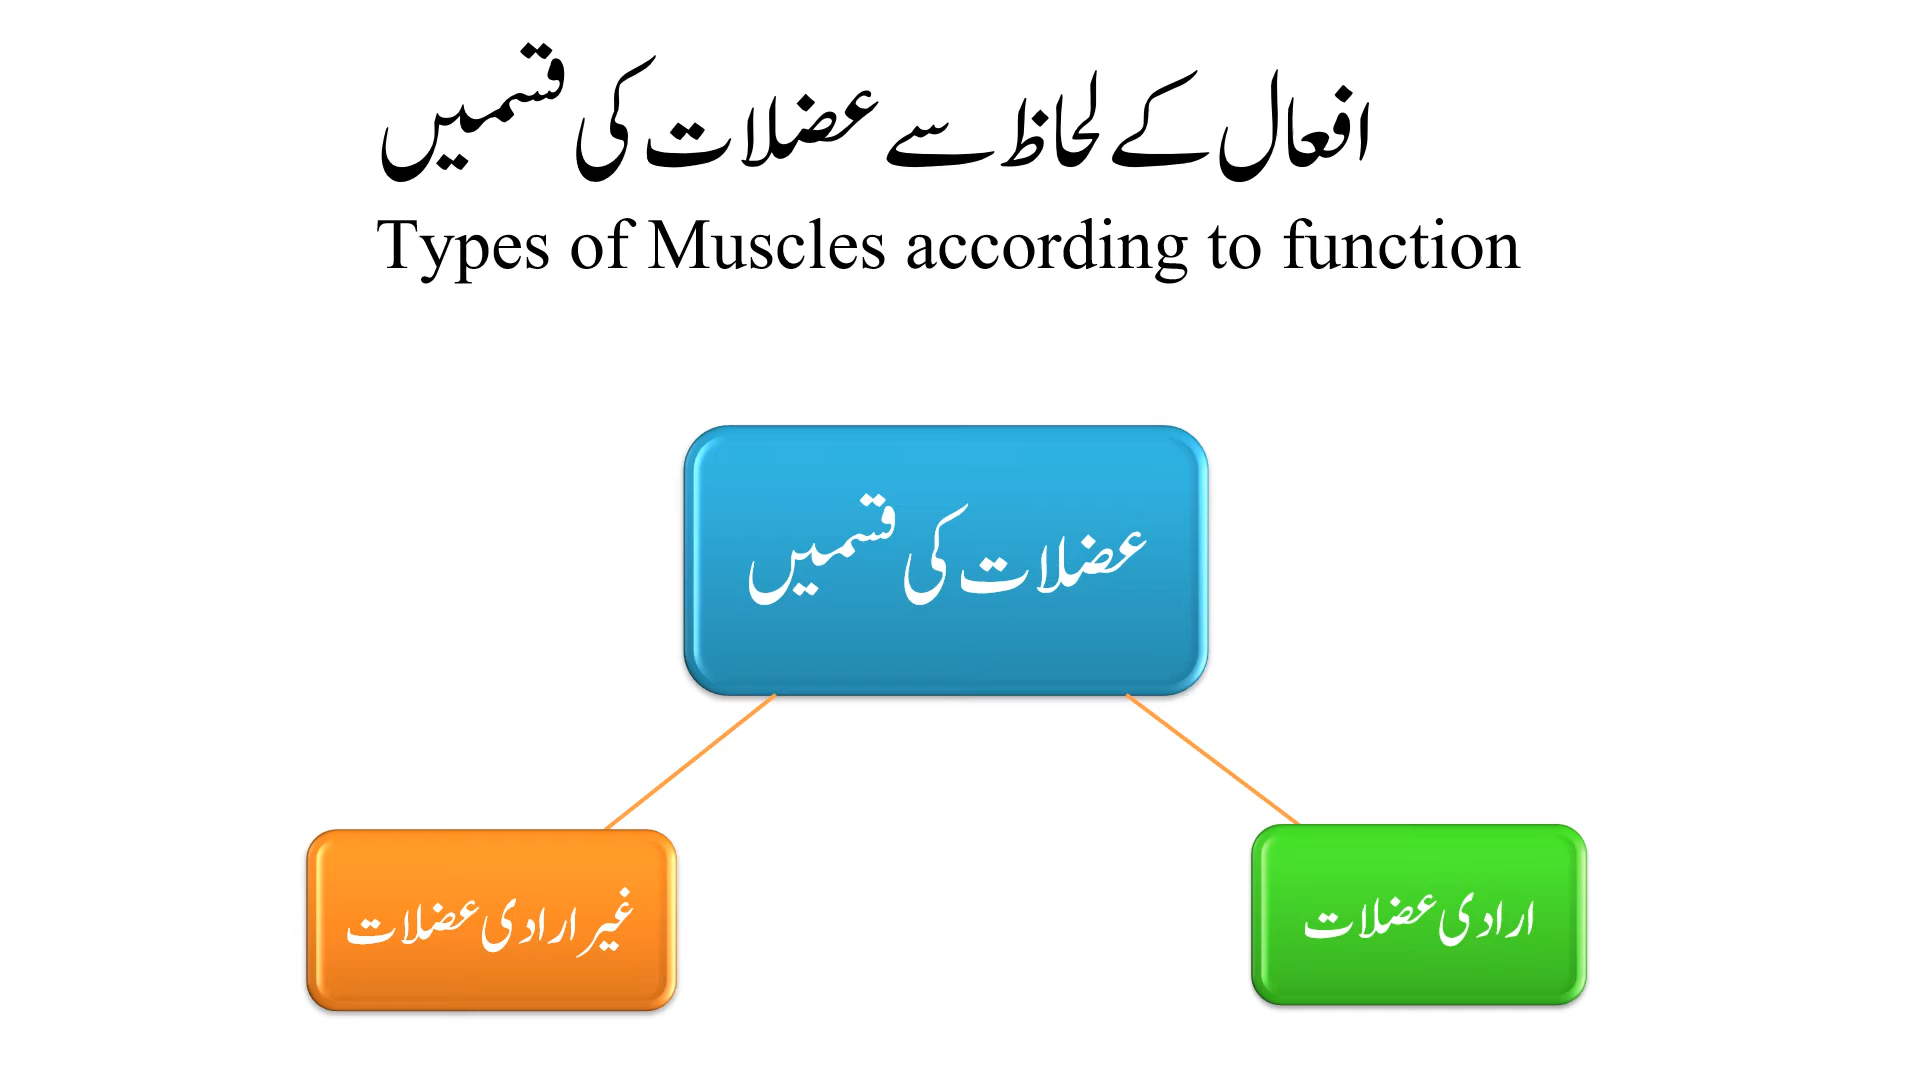 افعال کے لحاظ سے عضلات کی قسمیں
Types of Muscles according to function
عضلات کی قسمیں
ارادی عضلات
غیر ارادی عضلات